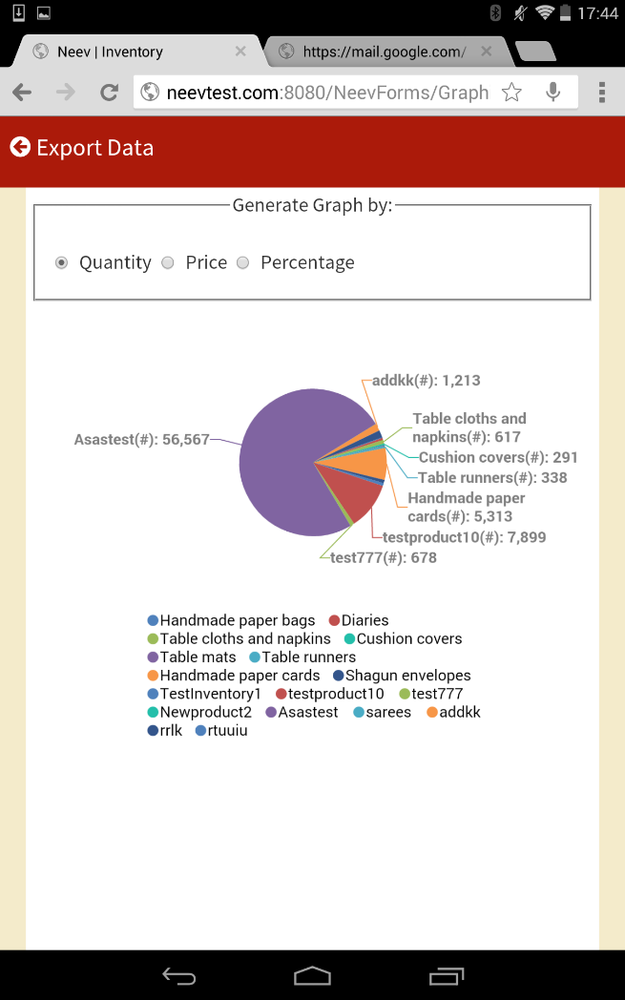 17:44
Neev | Inventory
https://mail.google.com/
neevtest.com:8080/NeevForms/Graph
Export Data
Generate Graph by:
Quantity Price Percentage
addkk(#): 1,213
Asastest(#): 56,567
Table cloths and
napkins(#): 617
Cushion covers(#): 291
Table runners(#): 338
Handmade paper
cards(#): 5,313
testproduct10(#): 7,899
test777(#): 678
Handmade paper bags Diaries
Table cloths and napkins Cushion covers
Table mats Table runners
Handmade paper cards Shagun envelopes
TestInventory1 testproduct10 test777
Newproduct2 Asastest sarees addkk
rrlk rtuuiu